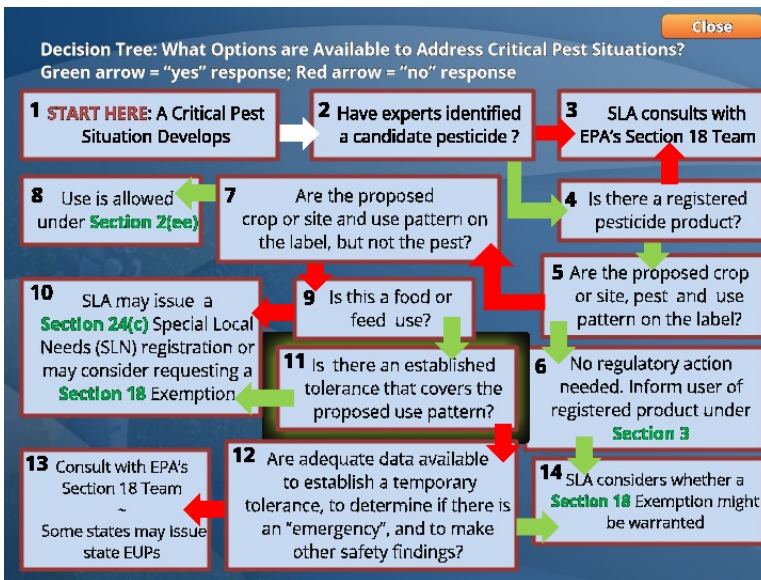 Close
Decision Tree: What Options are Available to Address Critical Pest Situations?
Green arrow = “yes” response; Red arrow = “no” response
1 START HERE: A Critical Pest
Situation Develops
2 Have experts identified
a candidate pesticide ?
3 SLA consults with
EPA’s Section 18 Team
4 Is there a registered
pesticide product?
5 Are the proposed crop
or site, pest and use
pattern on the label?
6 No regulatory action
needed. Inform user of
registered product under
Section 3
7 Are the proposed
crop or site and use pattern on
the label, but not the pest?
8 Use is allowed
under Section 2(ee)
9 Is this a food or
feed use?
10 SLA may issue a
Section 24(c) Special Local
Needs (SLN) registration or
may consider requesting a
Section 18 Exemption
11 Is there an established
tolerance that covers the
proposed use pattern?
12 Are adequate data available
to establish a temporary
tolerance, to determine if there is
an “emergency”, and to make
other safety findings?
13 Consult with EPA’s
Section 18 Team
~
Some states may issue
state EUPs
14 SLA considers whether a
Section 18 Exemption might
be warranted